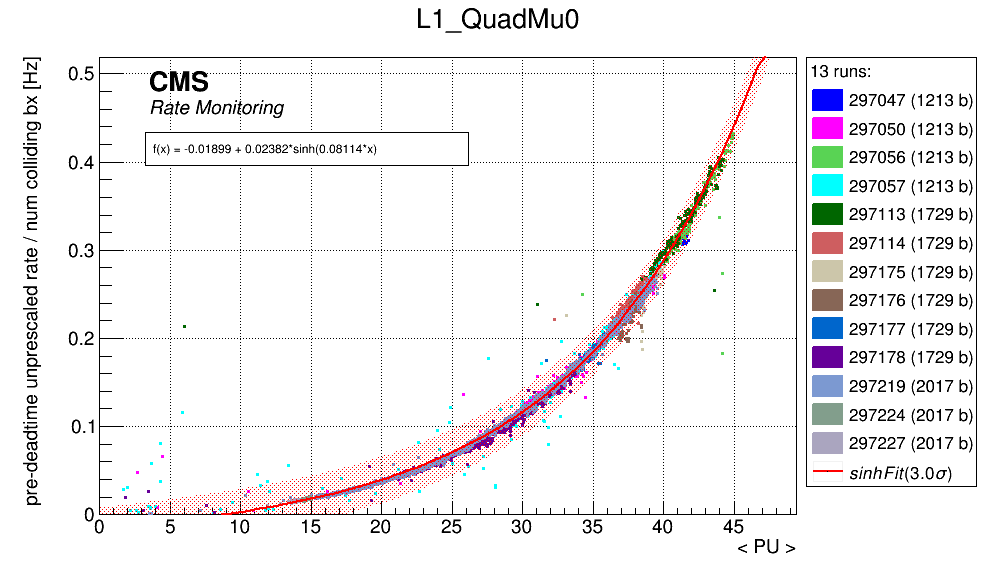 L1_QuadMu0
pre-deadtime unprescaled rate / num colliding bx [Hz]
CMS
Rate Monitoring
f(x) = -0.01899 + 0.02382*sinh(0.08114*x)
0.5
0.4
0.3
0.2
0.1
0
0 5 10 15 20 25 30 35 40 45
< PU >
13 runs:
297047 (1213 b)
297050 (1213 b)
297056 (1213 b)
297057 (1213 b)
297113 (1729 b)
297114 (1729 b)
297175 (1729 b)
297176 (1729 b)
297177 (1729 b)
297178 (1729 b)
297219 (2017 b)
297224 (2017 b)
297227 (2017 b)
sinhFit(3.0σ)